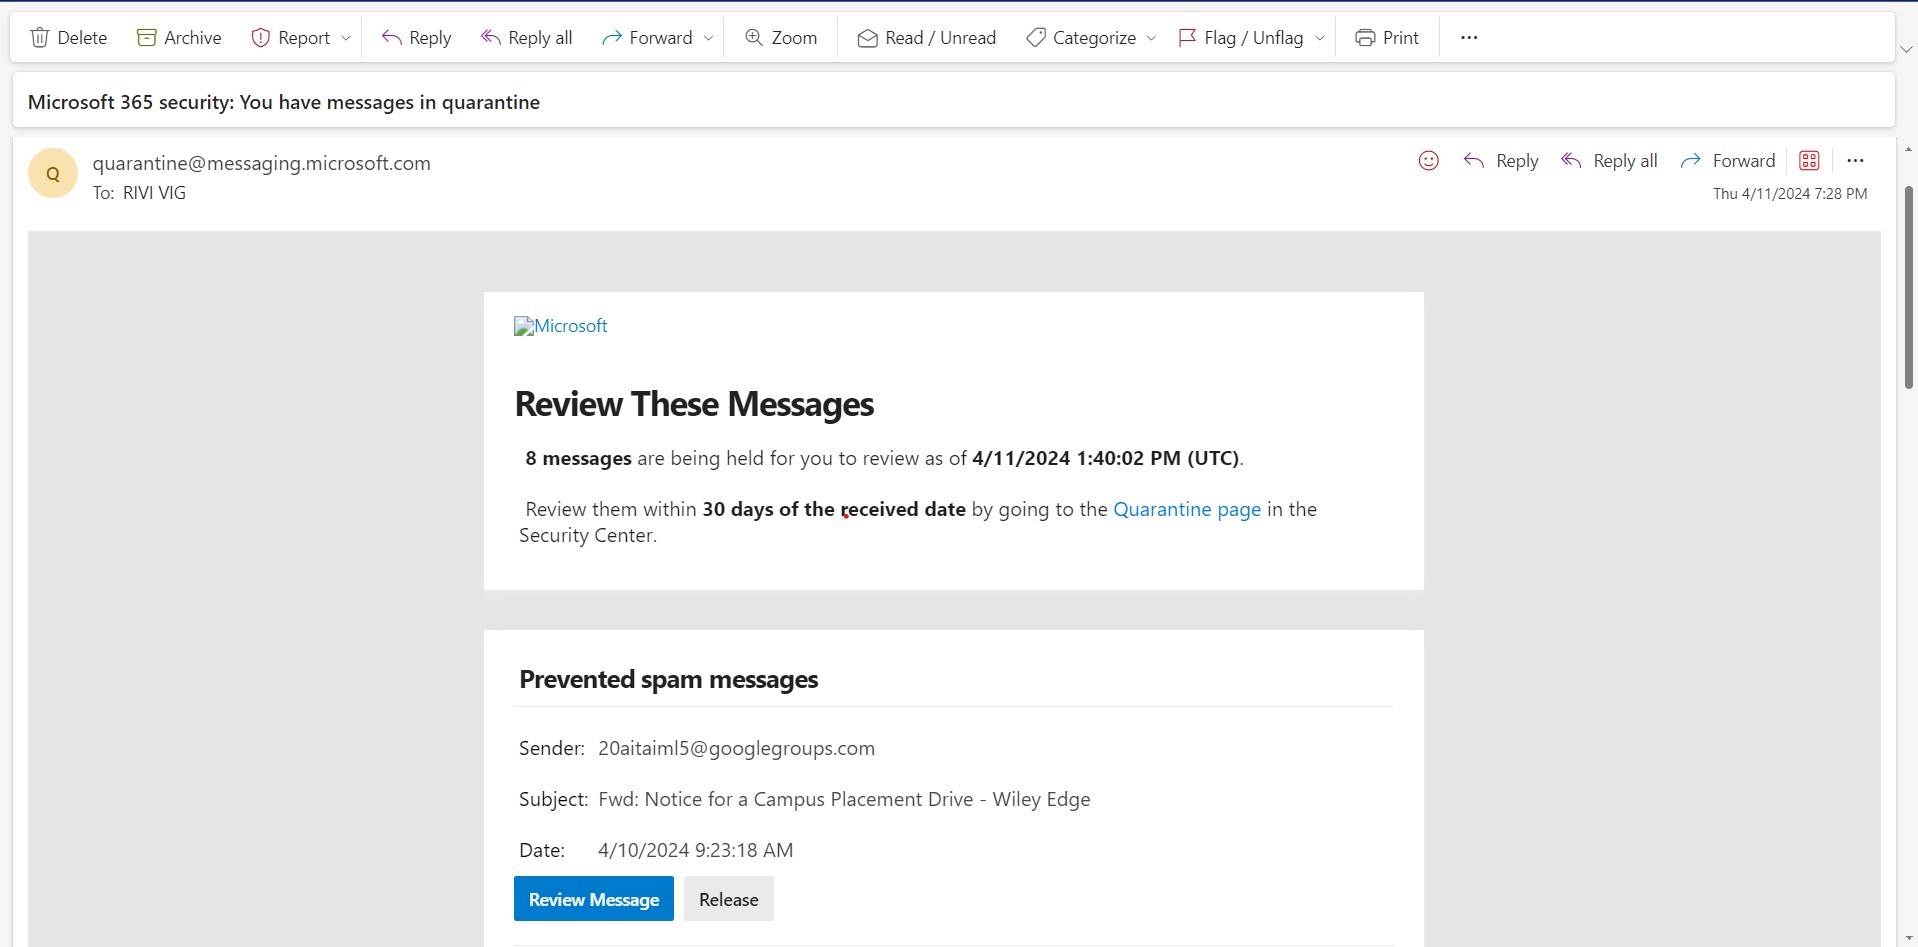 Delete Archive Report Reply Reply all Forward Zoom Read / Unread Categorize Flag / Unflag Print ...
Microsoft 365 security: You have messages in quarantine
Q
quarantine@messaging.microsoft.com
To: RIVI VIG
Reply Reply all Forward ...
Thu 4/11/2024 7:28 PM
Microsoft
Review These Messages
8 messages are being held for you to review as of 4/11/2024 1:40:02 PM (UTC).
Review them within 30 days of the received date by going to the Quarantine page in the
Security Center.
Prevented spam messages
Sender: 20aitaiml5@googlegroups.com
Subject: Fwd: Notice for a Campus Placement Drive - Wiley Edge
Date: 4/10/2024 9:23:18 AM
Review Message Release